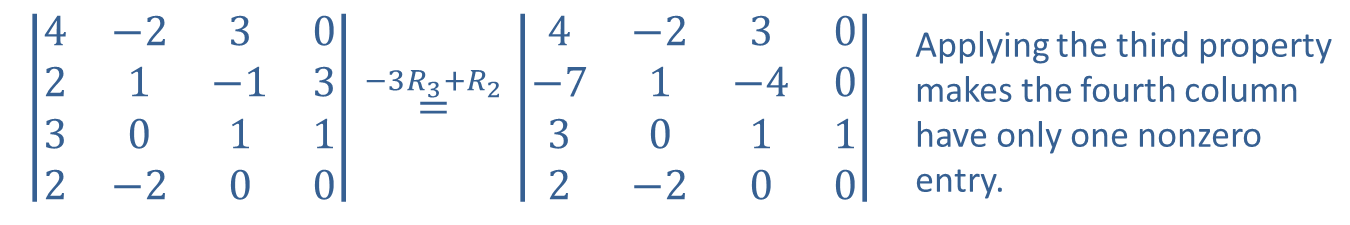 |4 −2 3 0| |4 −2 3 0|
|2 1 −1 3| −3R₃+R₂ = |−7 1 −4 0|
|3 0 1 1| |3 0 1 1|
|2 −2 0 0| |2 −2 0 0|
Applying the third property
makes the fourth column
have only one nonzero
entry.